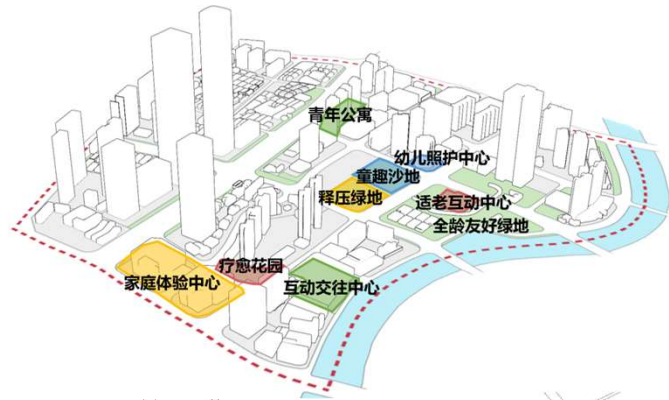 青年公寓
幼儿照护中心
童趣沙地
释压绿地
适老互动中心
全龄友好绿地
疗愈花园
家庭体验中心
互动交往中心